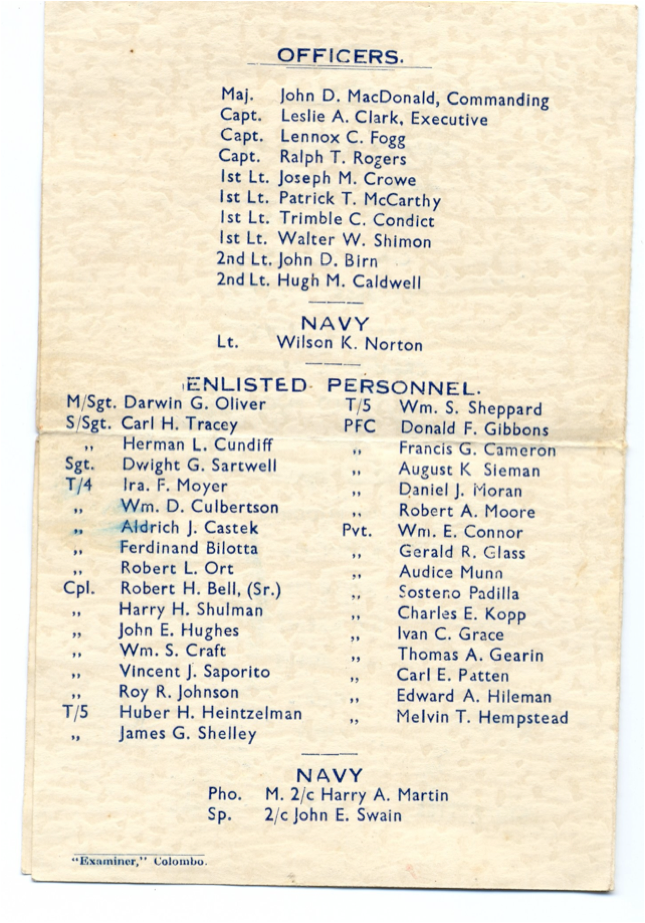 OFFICERS.
Maj. John D. MacDonald, Commanding
Capt. Leslie A. Clark, Executive
Capt. Lennox C. Fogg
Capt. Ralph T. Rogers
1st Lt. Joseph M. Crowe
1st Lt. Patrick T. McCarthy
1st Lt. Trimble C. Condict
1st Lt. Walter W. Shimon
2nd Lt. John D. Birn
2nd Lt. Hugh M. Caldwell
NAVY
Lt. Wilson K. Norton
ENLISTED PERSONNEL.
M/Sgt. Darwin G. Oliver
S/Sgt. Carl H. Tracey
„ Herman L. Cundiff
Sgt. Dwight G. Sartwell
T/4 Ira. F. Moyer
„ Wm. D. Culbertson
„ Aldrich J. Castek
„ Ferdinand Bilotta
„ Robert L. Ort
Cpl. Robert H. Bell, (Sr.)
„ Harry H. Shulman
„ John E. Hughes
„ Wm. S. Craft
„ Vincent J. Saporito
„ Roy R. Johnson
T/5 Huber H. Heintzelman
„ James G. Shelley
T/5 Wm. S. Sheppard
PFC Donald F. Gibbons
„ Francis G. Cameron
„ August K Sieman
„ Daniel J. Moran
„ Robert A. Moore
Pvt. Wm. E. Connor
„ Gerald R. Glass
„ Audice Munn
„ Sosteno Padilla
„ Charles E. Kopp
„ Ivan C. Grace
„ Thomas A. Gearin
„ Carl E. Patten
„ Edward A. Hileman
„ Melvin T. Hempstead
NAVY
Pho. M. 2/c Harry A. Martin
Sp. 2/c John E. Swain
"Examiner," Colombo.